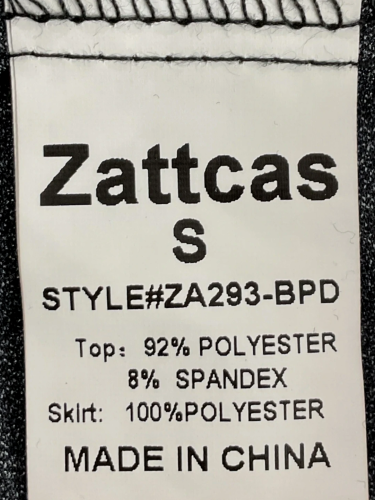 Zattcas
S
STYLE#ZA293-BPD
Top: 92% POLYESTER
8% SPANDEX
Skirt: 100%POLYESTER
MADE IN CHINA